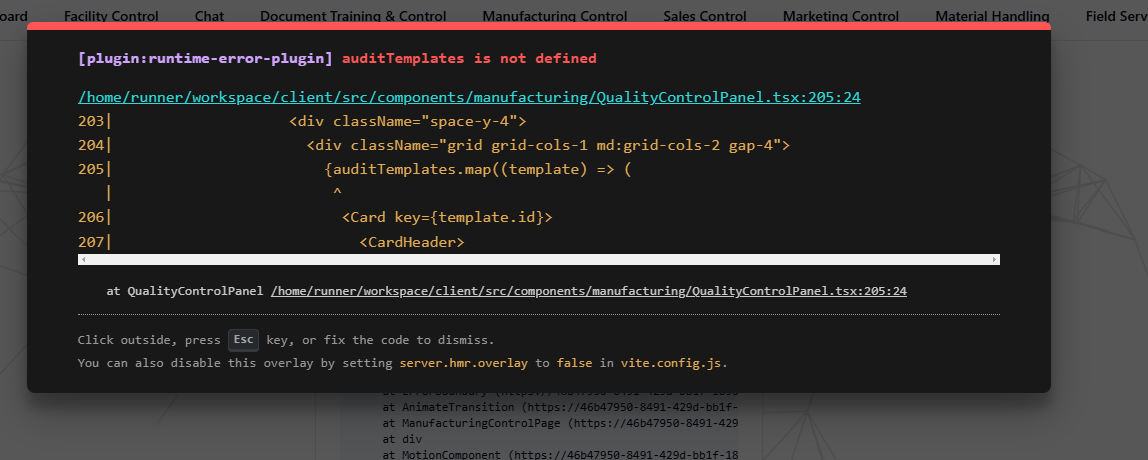 oard Facility Control Chat Document Training & Control Manufacturing Control Sales Control Marketing Control Material Handling Field Serv
[plugin:runtime-error-plugin] auditTemplates is not defined
/home/runner/workspace/client/src/components/manufacturing/QualityControlPanel.tsx:205:24
203| <div className="space-y-4">
204| <div className="grid grid-cols-1 md:grid-cols-2 gap-4">
205| {auditTemplates.map((template) => (
| ^
206| <Card key={template.id}>
207| <CardHeader>
at QualityControlPanel /home/runner/workspace/client/src/components/manufacturing/QualityControlPanel.tsx:205:24
Click outside, press Esc key, or fix the code to dismiss.
You can also disable this overlay by setting server.hmr.overlay to false in vite.config.js.
at AnimateTransition (https://46b47950-8491-429d-bb1f-
at ManufacturingControlPage (https://46b47950-8491-429
at div
at MotionComponent (https://46b47950-8491-429d-bb1f-18